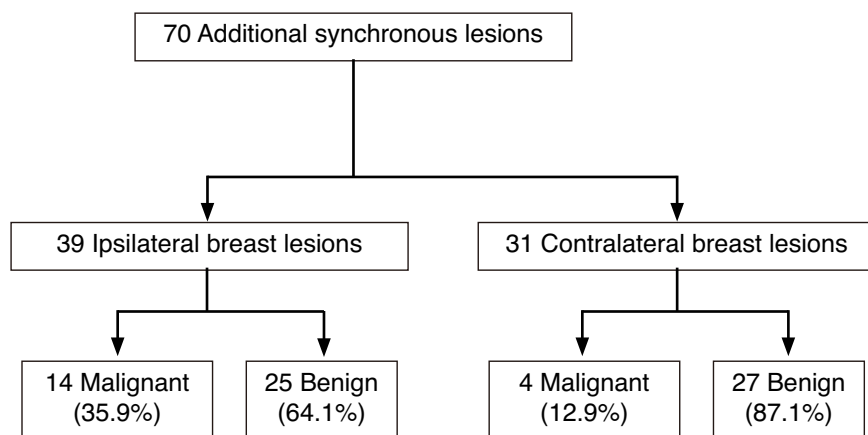 70 Additional synchronous lesions
39 Ipsilateral breast lesions
31 Contralateral breast lesions
14 Malignant
(35.9%)
25 Benign
(64.1%)
4 Malignant
(12.9%)
27 Benign
(87.1%)